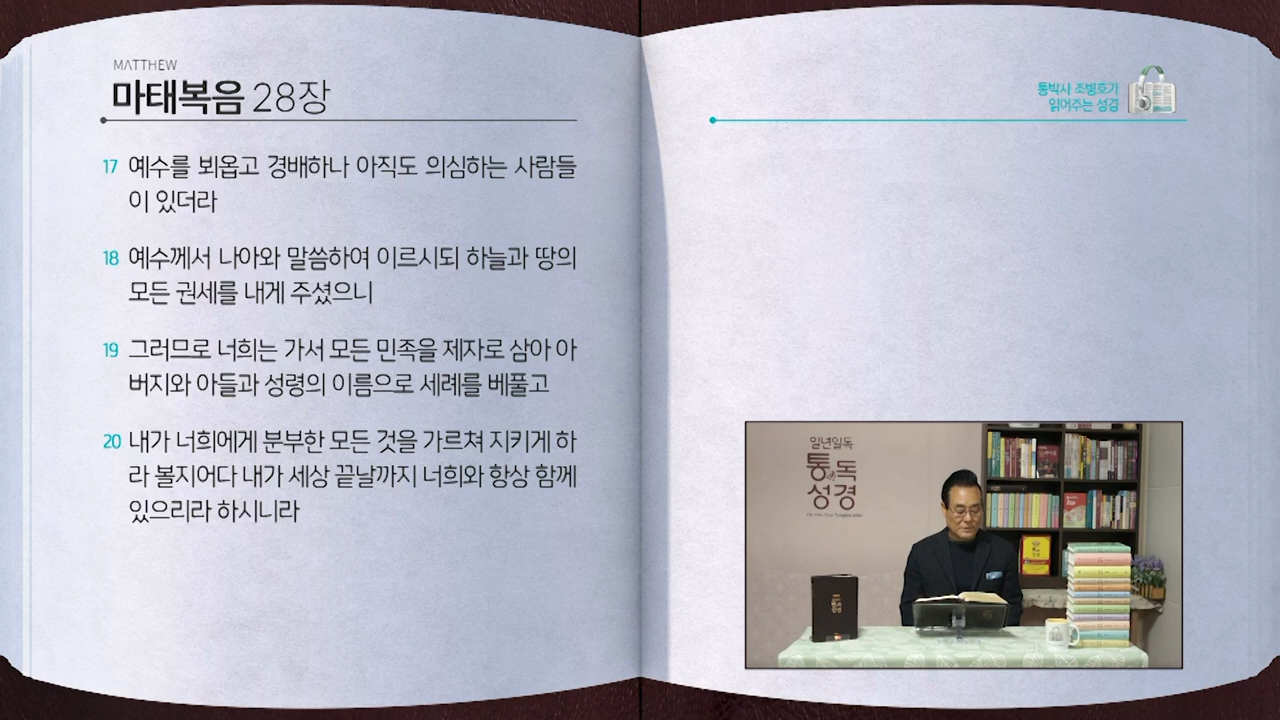 MATTHEW
마태복음 28장
17 예수를 뵈옵고 경배하나 아직도 의심하는 사람들
이 있더라
18 예수께서 나아와 말씀하여 이르시되 하늘과 땅의
모든 권세를 내게 주셨으니
19 그러므로 너희는 가서 모든 민족을 제자로 삼아 아
버지와 아들과 성령의 이름으로 세례를 베풀고
20 내가 너희에게 분부한 모든 것을 가르쳐 지키게 하
라 볼지어다 내가 세상 끝날까지 너희와 항상 함께
있으리라 하시니라
통박사 조병호가
읽어주는 성경
일년일독
통독
성경